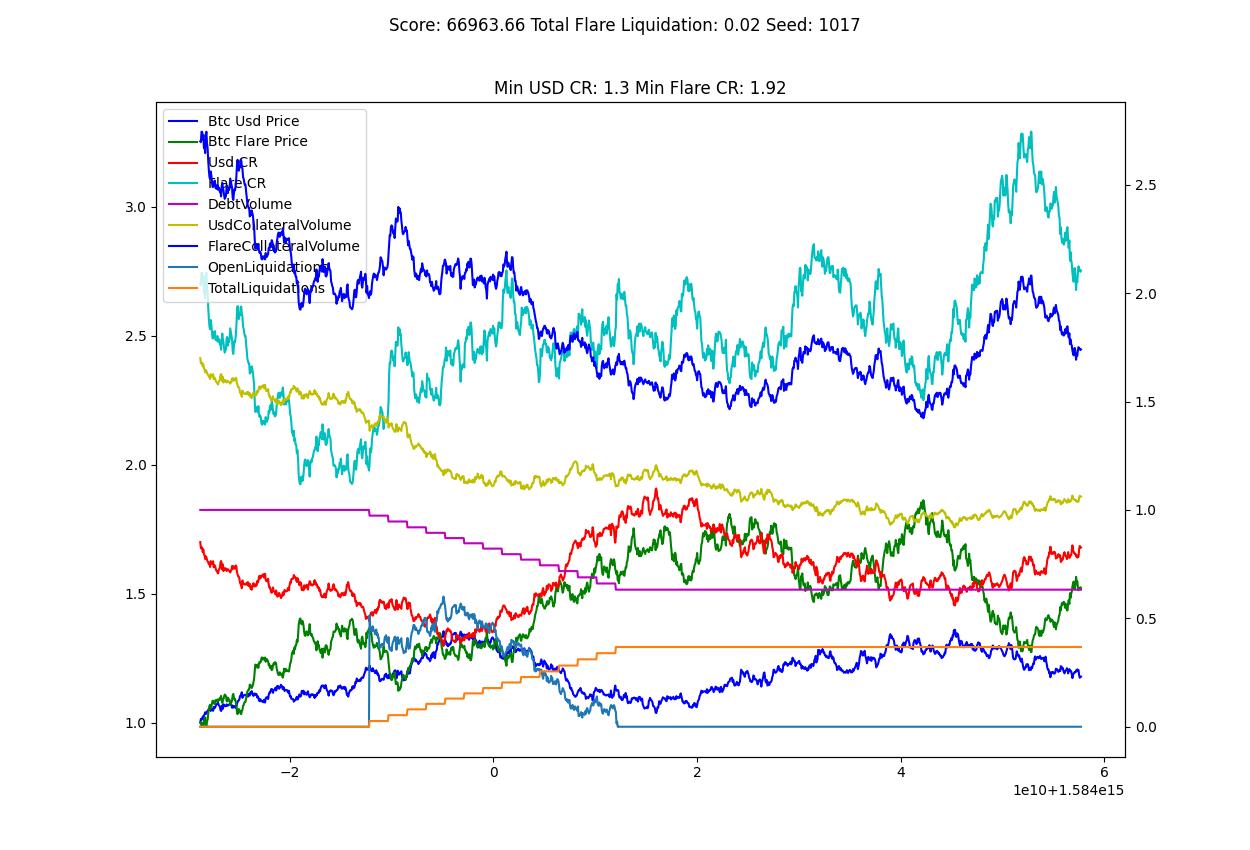 Score: 66963.66 Total Flare Liquidation: 0.02 Seed: 1017
Min USD CR: 1.3 Min Flare CR: 1.92
Btc Usd Price
Btc Flare Price
Usd CR
Flare CR
DebtVolume
UsdCollateralVolume
FlareCollateralVolume
OpenLiquidations
TotalLiquidations
3.0
2.5
2.0
1.5
1.0
2.5
2.0
1.5
1.0
0.5
0.0
−2 0 2 4 6
1e10+1.584e15